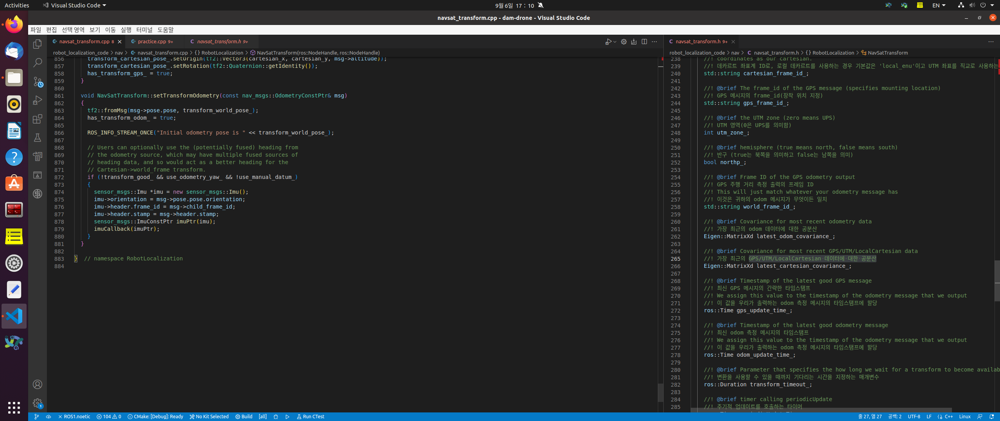 Activities
Visual Studio Code
9월 6일 17 : 10
EN
navsat_transform.cpp - dam-drone - Visual Studio Code
파일 편집 선택 영역 보기 이동 실행 터미널 도움말
navsat_transform.cpp 8
practice.cpp 9+
navsat_transform.h 9+
robot_localization_code > nav > navsat_transform.cpp > {} RobotLocalization > NavSatTransform(ros::NodeHandle, ros::NodeHandle)
856 transform_cartesian_pose_.setOrigin(tf2::Vector3(cartesian_x, cartesian_y, msg->altitude));
857 transform_cartesian_pose_.setRotation(tf2::Quaternion::getIdentity());
858 has_transform_gps_ = true;
859 }
860
861 void NavSatTransform::setTransformOdometry(const nav_msgs::OdometryConstPtr& msg)
862 {
863 tf2::fromMsg(msg->pose.pose, transform_world_pose_);
864 has_transform_odom_ = true;
865
866 ROS_INFO_STREAM_ONCE("Initial odometry pose is " << transform_world_pose_);
867
868 // Users can optionally use the (potentially fused) heading from
869 // the odometry source, which may have multiple fused sources of
870 // heading data, and so would act as a better heading for the
871 // Cartesian->world_frame transform.
872 if (!transform_good_ && use_odometry_yaw_ && !use_manual_datum_)
873 {
874 sensor_msgs::Imu *imu = new sensor_msgs::Imu();
875 imu->orientation = msg->pose.pose.orientation;
876 imu->header.frame_id = msg->child_frame_id;
877 imu->header.stamp = msg->header.stamp;
878 sensor_msgs::ImuConstPtr imuPtr(imu);
879 imuCallback(imuPtr);
880 }
881 }
882
883 } // namespace RobotLocalization
884
navsat_transform.h 9+
robot_localization_code > nav > navsat_transform.h > {} RobotLocalization > NavSatTransform
238 //! coordinates as our cartesian.
239 //! 데카르트 좌표계 ID로, 로컬 데카르트를 사용하는 경우 기본값은 'local_enu'이고 UTM 좌표를 직교로 사용하는
240 std::string cartesian_frame_id_;
241
242 //! @brief The frame_id of the GPS message (specifies mounting location)
243 //! GPS 메시지의 frame_id(장착 위치 지정)
244 std::string gps_frame_id_;
245
246 //! @brief the UTM zone (zero means UPS)
247 //! UTM 영역(0은 UPS를 의미함)
248 int utm_zone_;
249
250 //! @brief hemisphere (true means north, false means south)
251 //! 반구 (true는 북쪽을 의미하고 false는 남쪽을 의미)
252 bool northp_;
253
254 //! @brief Frame ID of the GPS odometry output
255 //! GPS 주행 거리 측정 출력의 프레임 ID
256 //! This will just match whatever your odometry message has
257 //! 이것은 귀하의 odom 메시지가 무엇이든 일치
258 std::string world_frame_id_;
259
260 //! @brief Covariance for most recent odometry data
261 //! 가장 최근의 odom 데이터에 대한 공분산
262 Eigen::MatrixXd latest_odom_covariance_;
263
264 //! @brief Covariance for most recent GPS/UTM/LocalCartesian data
265 //! 가장 최근의 GPS/UTM/LocalCartesian 데이터에 대한 공분산
266 Eigen::MatrixXd latest_cartesian_covariance_;
267
268 //! @brief Timestamp of the latest good GPS message
269 //! 최신 GPS 메시지의 간략한 타임스탬프
270 //! We assign this value to the timestamp of the odometry message that we output
271 //! 이 값을 우리가 출력하는 odom 측정 메시지의 타임스탬프에 할당
272 ros::Time gps_update_time_;
273
274 //! @brief Timestamp of the latest good odometry message
275 //! 최신 odom 측정 메시지의 타임스탬프
276 //! We assign this value to the timestamp of the odometry message that we output
277 //! 이 값을 우리가 출력하는 odom 측정 메시지의 타임스탬프에 할당
278 ros::Time odom_update_time_;
279
280 //! @brief Parameter that specifies the how long we wait for a transform to become availab
281 //! 변환을 사용할 수 있을 때까지 기다리는 시간을 지정하는 매개변수
282 ros::Duration transform_timeout_;
283
284 //! @brief timer calling periodicUpdate
285 //! 주기적 업데이트를 호출하는 타이머
ROS1.noetic 104 0 CMake: [Debug]: Ready No Kit Selected Build [all] Run CTest
줄 27, 열 27 공백: 2 UTF-8 LF C++ Linux